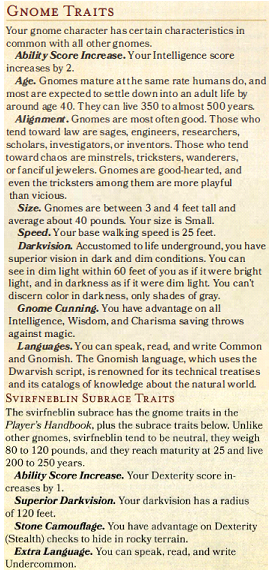 GNOME TRAITS
Your gnome character has certain characteristics in
common with all other gnomes.
Ability Score Increase. Your Intelligence score
increases by 2.
Age. Gnomes mature at the same rate humans do, and
most are expected to settle down into an adult life by
around age 40. They can live 350 to almost 500 years.
Alignment. Gnomes are most often good. Those who
tend toward law are sages, engineers, researchers,
scholars, investigators, or inventors. Those who tend
toward chaos are minstrels, tricksters, wanderers,
or fanciful jewelers. Gnomes are good-hearted, and
even the tricksters among them are more playful
than vicious.
Size. Gnomes are between 3 and 4 feet tall and
average about 40 pounds. Your size is Small.
Speed. Your base walking speed is 25 feet.
Darkvision. Accustomed to life underground, you have
superior vision in dark and dim conditions. You can
see in dim light within 60 feet of you as if it were bright
light, and in darkness as if it were dim light. You can't
discern color in darkness, only shades of gray.
Gnome Cunning. You have advantage on all
Intelligence, Wisdom, and Charisma saving throws
against magic.
Languages. You can speak, read, and write Common
and Gnomish. The Gnomish language, which uses the
Dwarvish script, is renowned for its technical treatises
and its catalogs of knowledge about the natural world.
SVIRFNEBLIN SUBRACE TRAITS
The svirfneblin subrace has the gnome traits in the
Player's Handbook, plus the subrace traits below. Unlike
other gnomes, svirfneblin tend to be neutral, they weigh
80 to 120 pounds, and they reach maturity at 25 and live
200 to 250 years.
Ability Score Increase. Your Dexterity score in-
creases by 1.
Superior Darkvision. Your darkvision has a radius
of 120 feet.
Stone Camouflage. You have advantage on Dexterity
(Stealth) checks to hide in rocky terrain.
Extra Language. You can speak, read, and write
Undercommon.